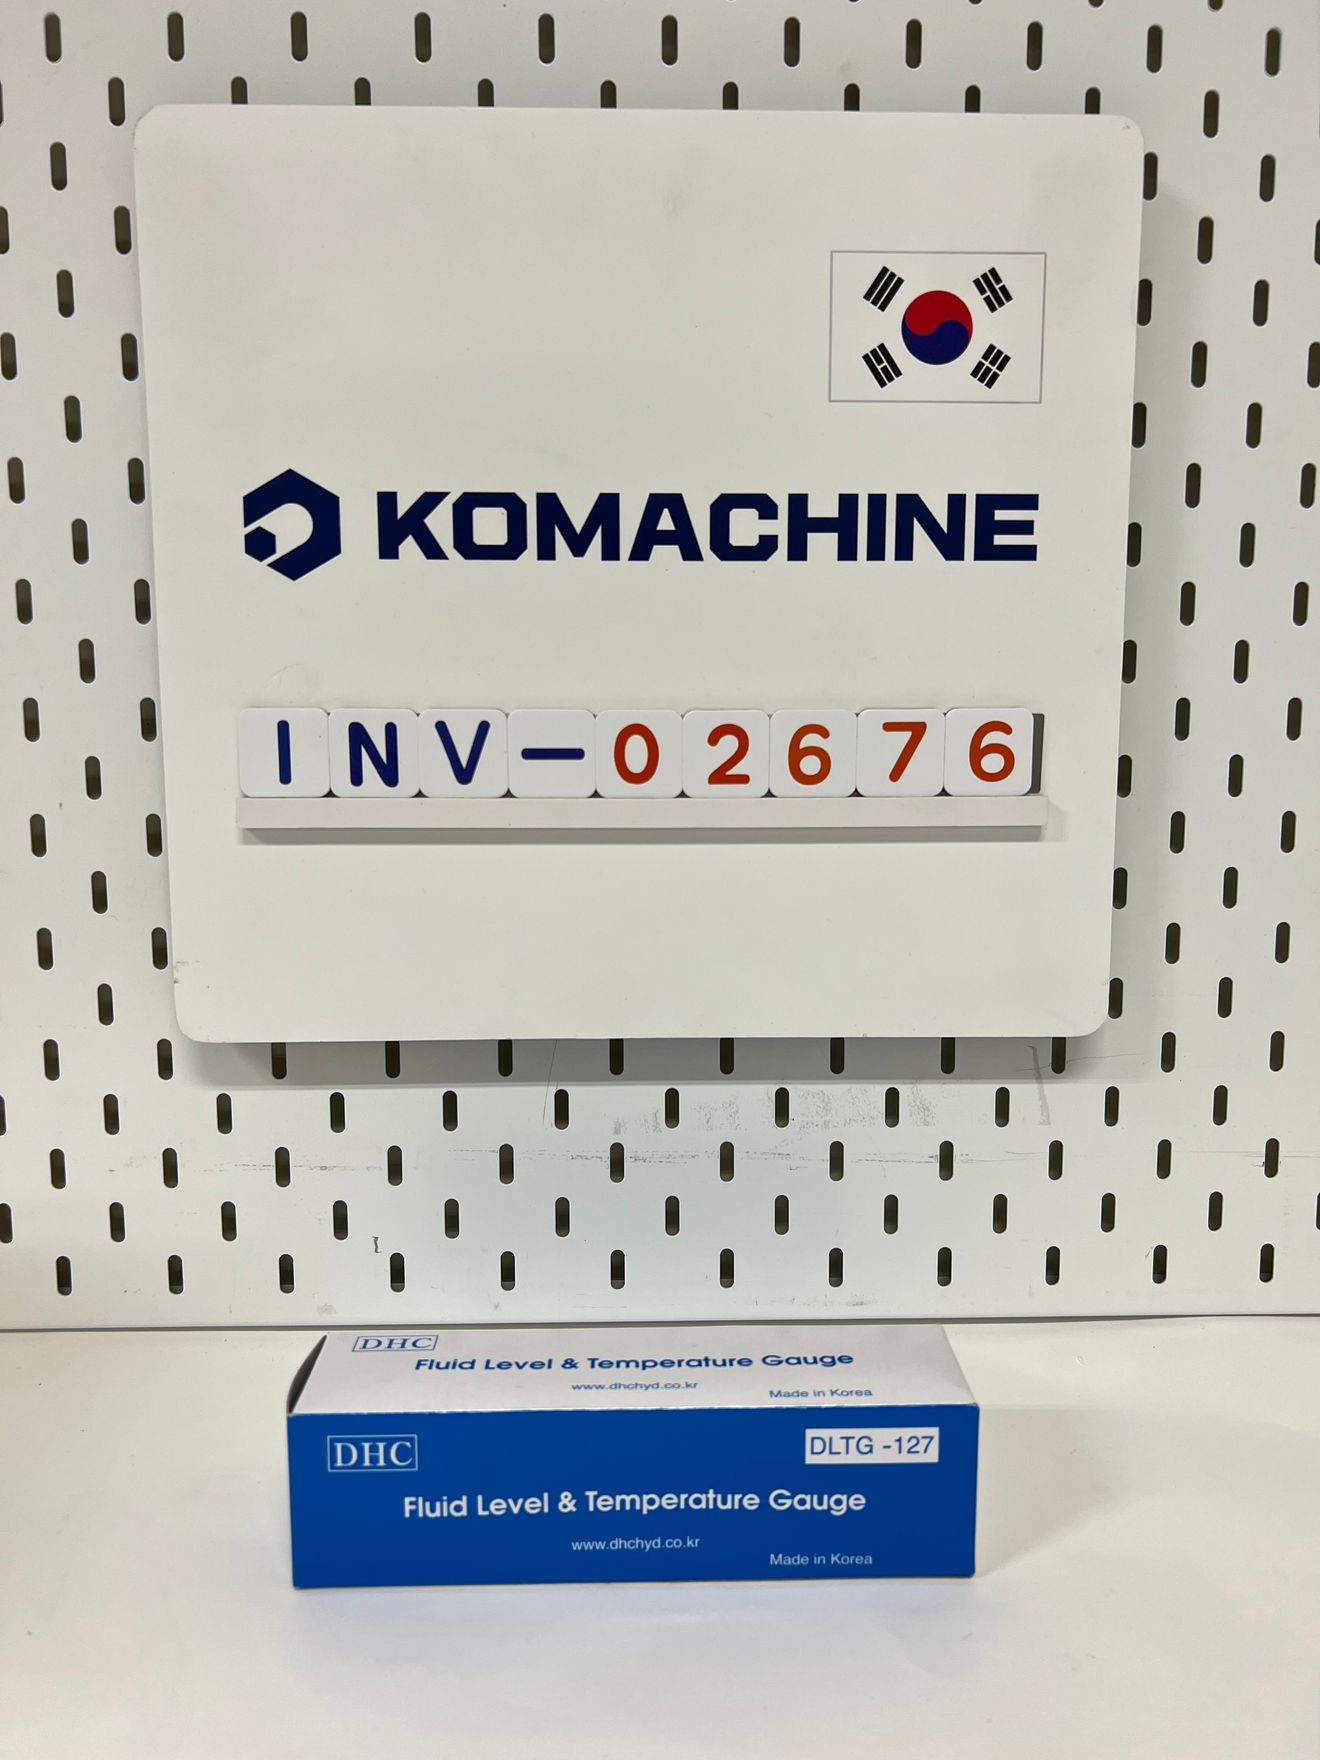 KOMACHINE
INV-02676
DHC
Fluid Level & Temperature Gauge
www.dhchyd.co.kr
Made in Korea
DHC
DLTG -127
Fluid Level & Temperature Gauge
www.dhchyd.co.kr
Made in Korea